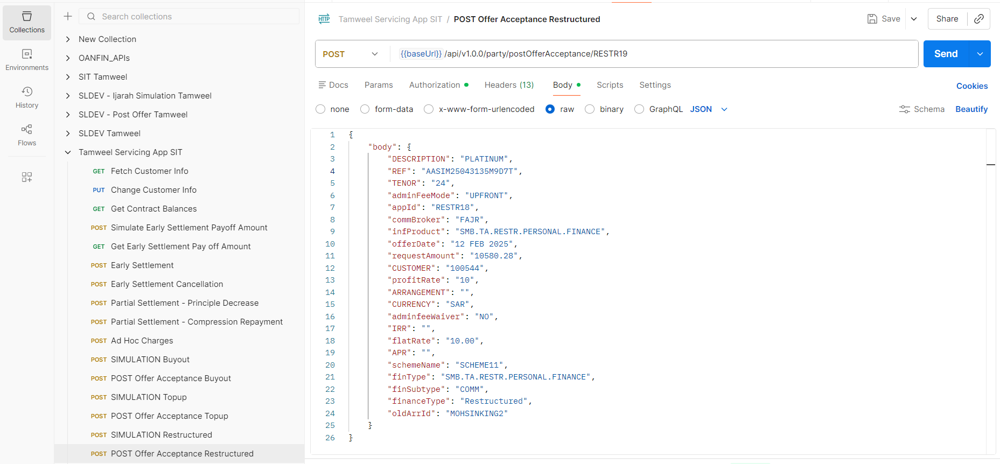 Collections
Environments
History
Flows
Search collections
New Collection
OANFIN_APIs
SIT Tamweel
SLDEV - Ijarah Simulation Tamweel
SLDEV - Post Offer Tamweel
SLDEV Tamweel
Tamweel Servicing App SIT
GET Fetch Customer Info
PUT Change Customer Info
GET Get Contract Balances
POST Simulate Early Settlement Payoff Amount
GET Get Early Settlement Pay off Amount
POST Early Settlement
POST Early Settlement Cancellation
POST Partial Settlement - Principle Decrease
POST Partial Settlement - Compression Repayment
POST Ad Hoc Charges
POST SIMULATION Buyout
POST POST Offer Acceptance Buyout
POST SIMULATION Topup
POST POST Offer Acceptance Topup
POST SIMULATION Restructured
POST POST Offer Acceptance Restructured
HTTP Tamweel Servicing App SIT / POST Offer Acceptance Restructured
Save Share
POST {{baseUrl}}/api/v1.0.0/party/postOfferAcceptance/RESTR19 Send
Docs Params Authorization Headers (13) Body Scripts Settings Cookies
none form-data x-www-form-urlencoded raw binary GraphQL JSON Schema Beautify
1 {
2 "body": {
3 "DESCRIPTION": "PLATINUM",
4 "REF": "AASIM25043135M9D7T",
5 "TENOR": "24",
6 "adminFeeMode": "UPFRONT",
7 "appId": "RESTR18",
8 "commBroker": "FAJR",
9 "infProduct": "SMB.TA.RESTR.PERSONAL.FINANCE",
10 "offerDate": "12 FEB 2025",
11 "requestAmount": "10580.28",
12 "CUSTOMER": "100544",
13 "profitRate": "10",
14 "ARRANGEMENT": "",
15 "CURRENCY": "SAR",
16 "adminfeeWaiver": "NO",
17 "IRR": "",
18 "flatRate": "10.00",
19 "APR": "",
20 "schemeName": "SCHEME11",
21 "finType": "SMB.TA.RESTR.PERSONAL.FINANCE",
22 "finSubtype": "COMM",
23 "financeType": "Restructured",
24 "oldArrId": "MOHSINKING2"
25 }
26 }